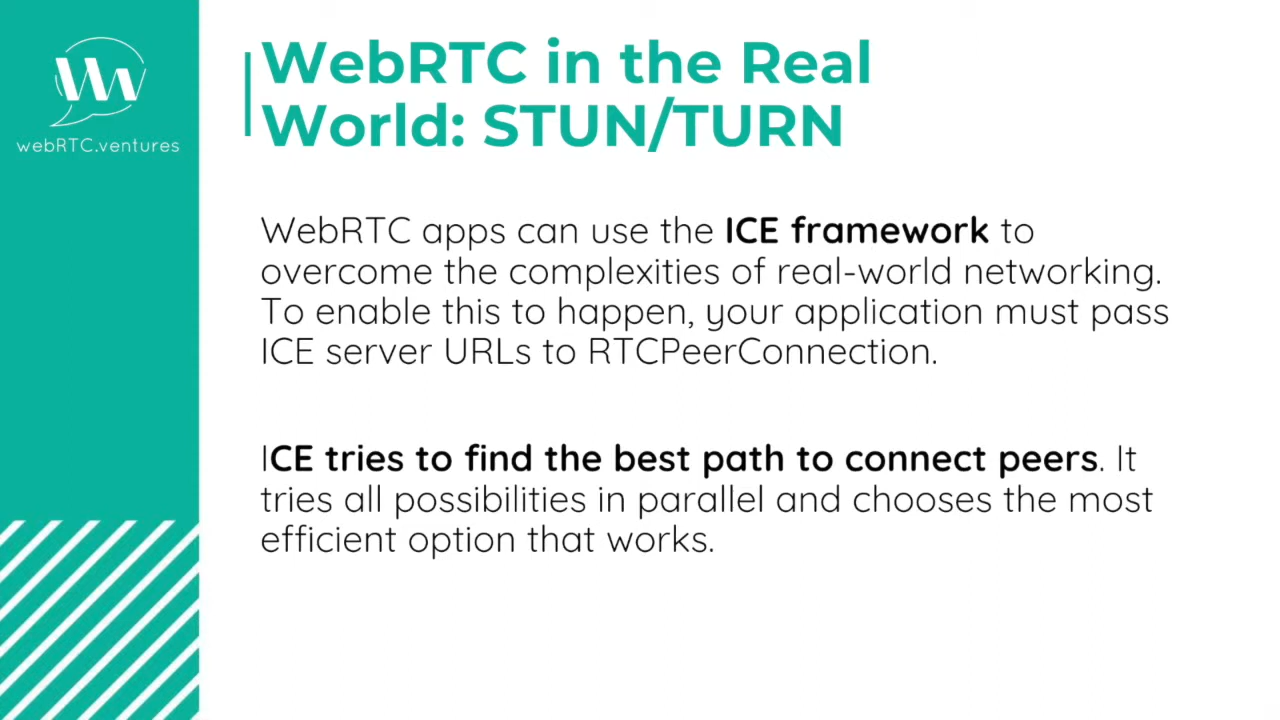 webRTC.ventures
WebRTC in the Real
World: STUN/TURN
WebRTC apps can use the ICE framework to
overcome the complexities of real-world networking.
To enable this to happen, your application must pass
ICE server URLs to RTCPeerConnection.
ICE tries to find the best path to connect peers. It
tries all possibilities in parallel and chooses the most
efficient option that works.